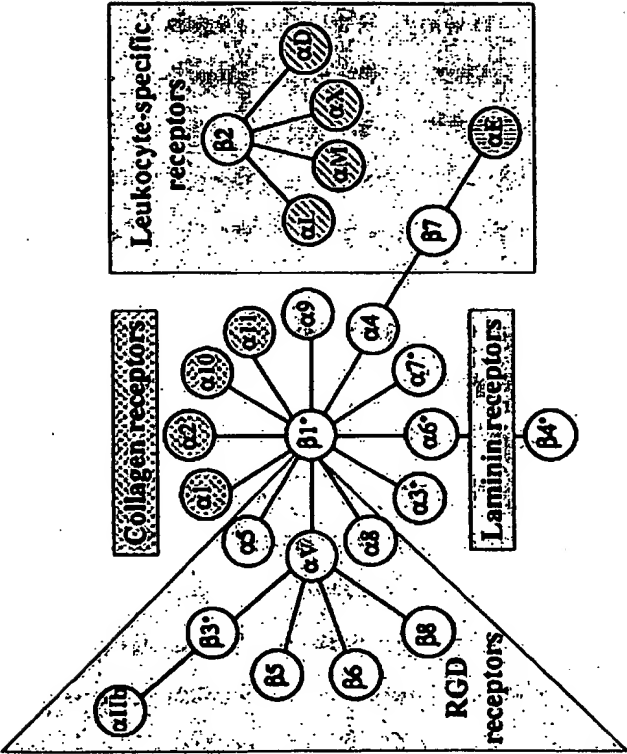 RGD
receptors
αIIb
β3*
β5
β6
β8
αV
α5
α8
Collagen receptors
α1
α2
α10
α11
β1*
α9
α4
α3*
α6*
α7*
Laminin receptors
β4*
Leukocyte-specific
receptors
β2
αL
αM
αX
αD
β7
αE